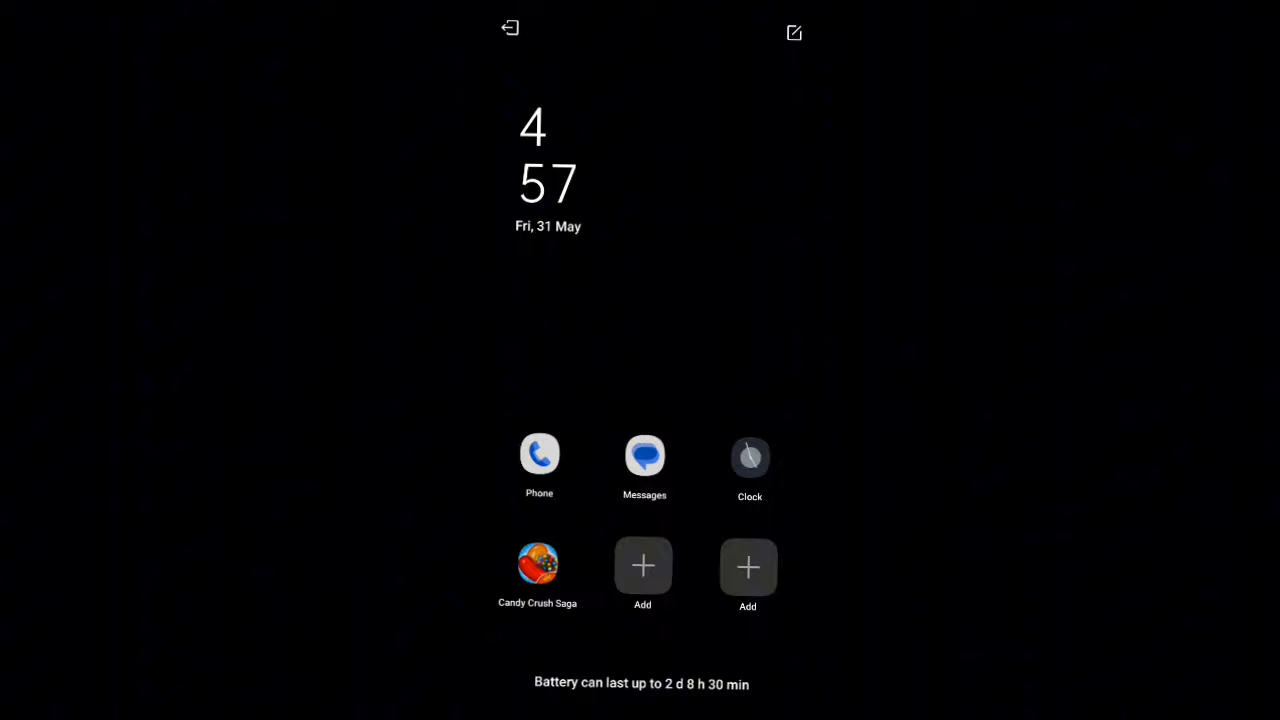 4
57
Fri, 31 May
Phone
Messages
Clock
Candy Crush Saga
Add
Add
Battery can last up to 2 d 8 h 30 min